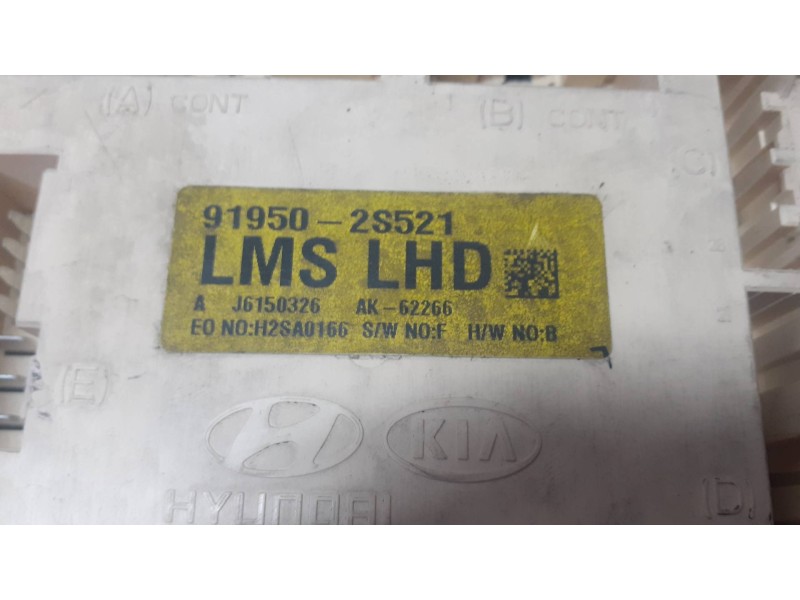 (A) CONT
(B) CONT
(C)
91950-2S521
LMS LHD
A J6150326 AK-62266
EO NO:H2SA0166 S/W NO:F H/W NO:B
(E)
KIA
HYUNDAI
(D)